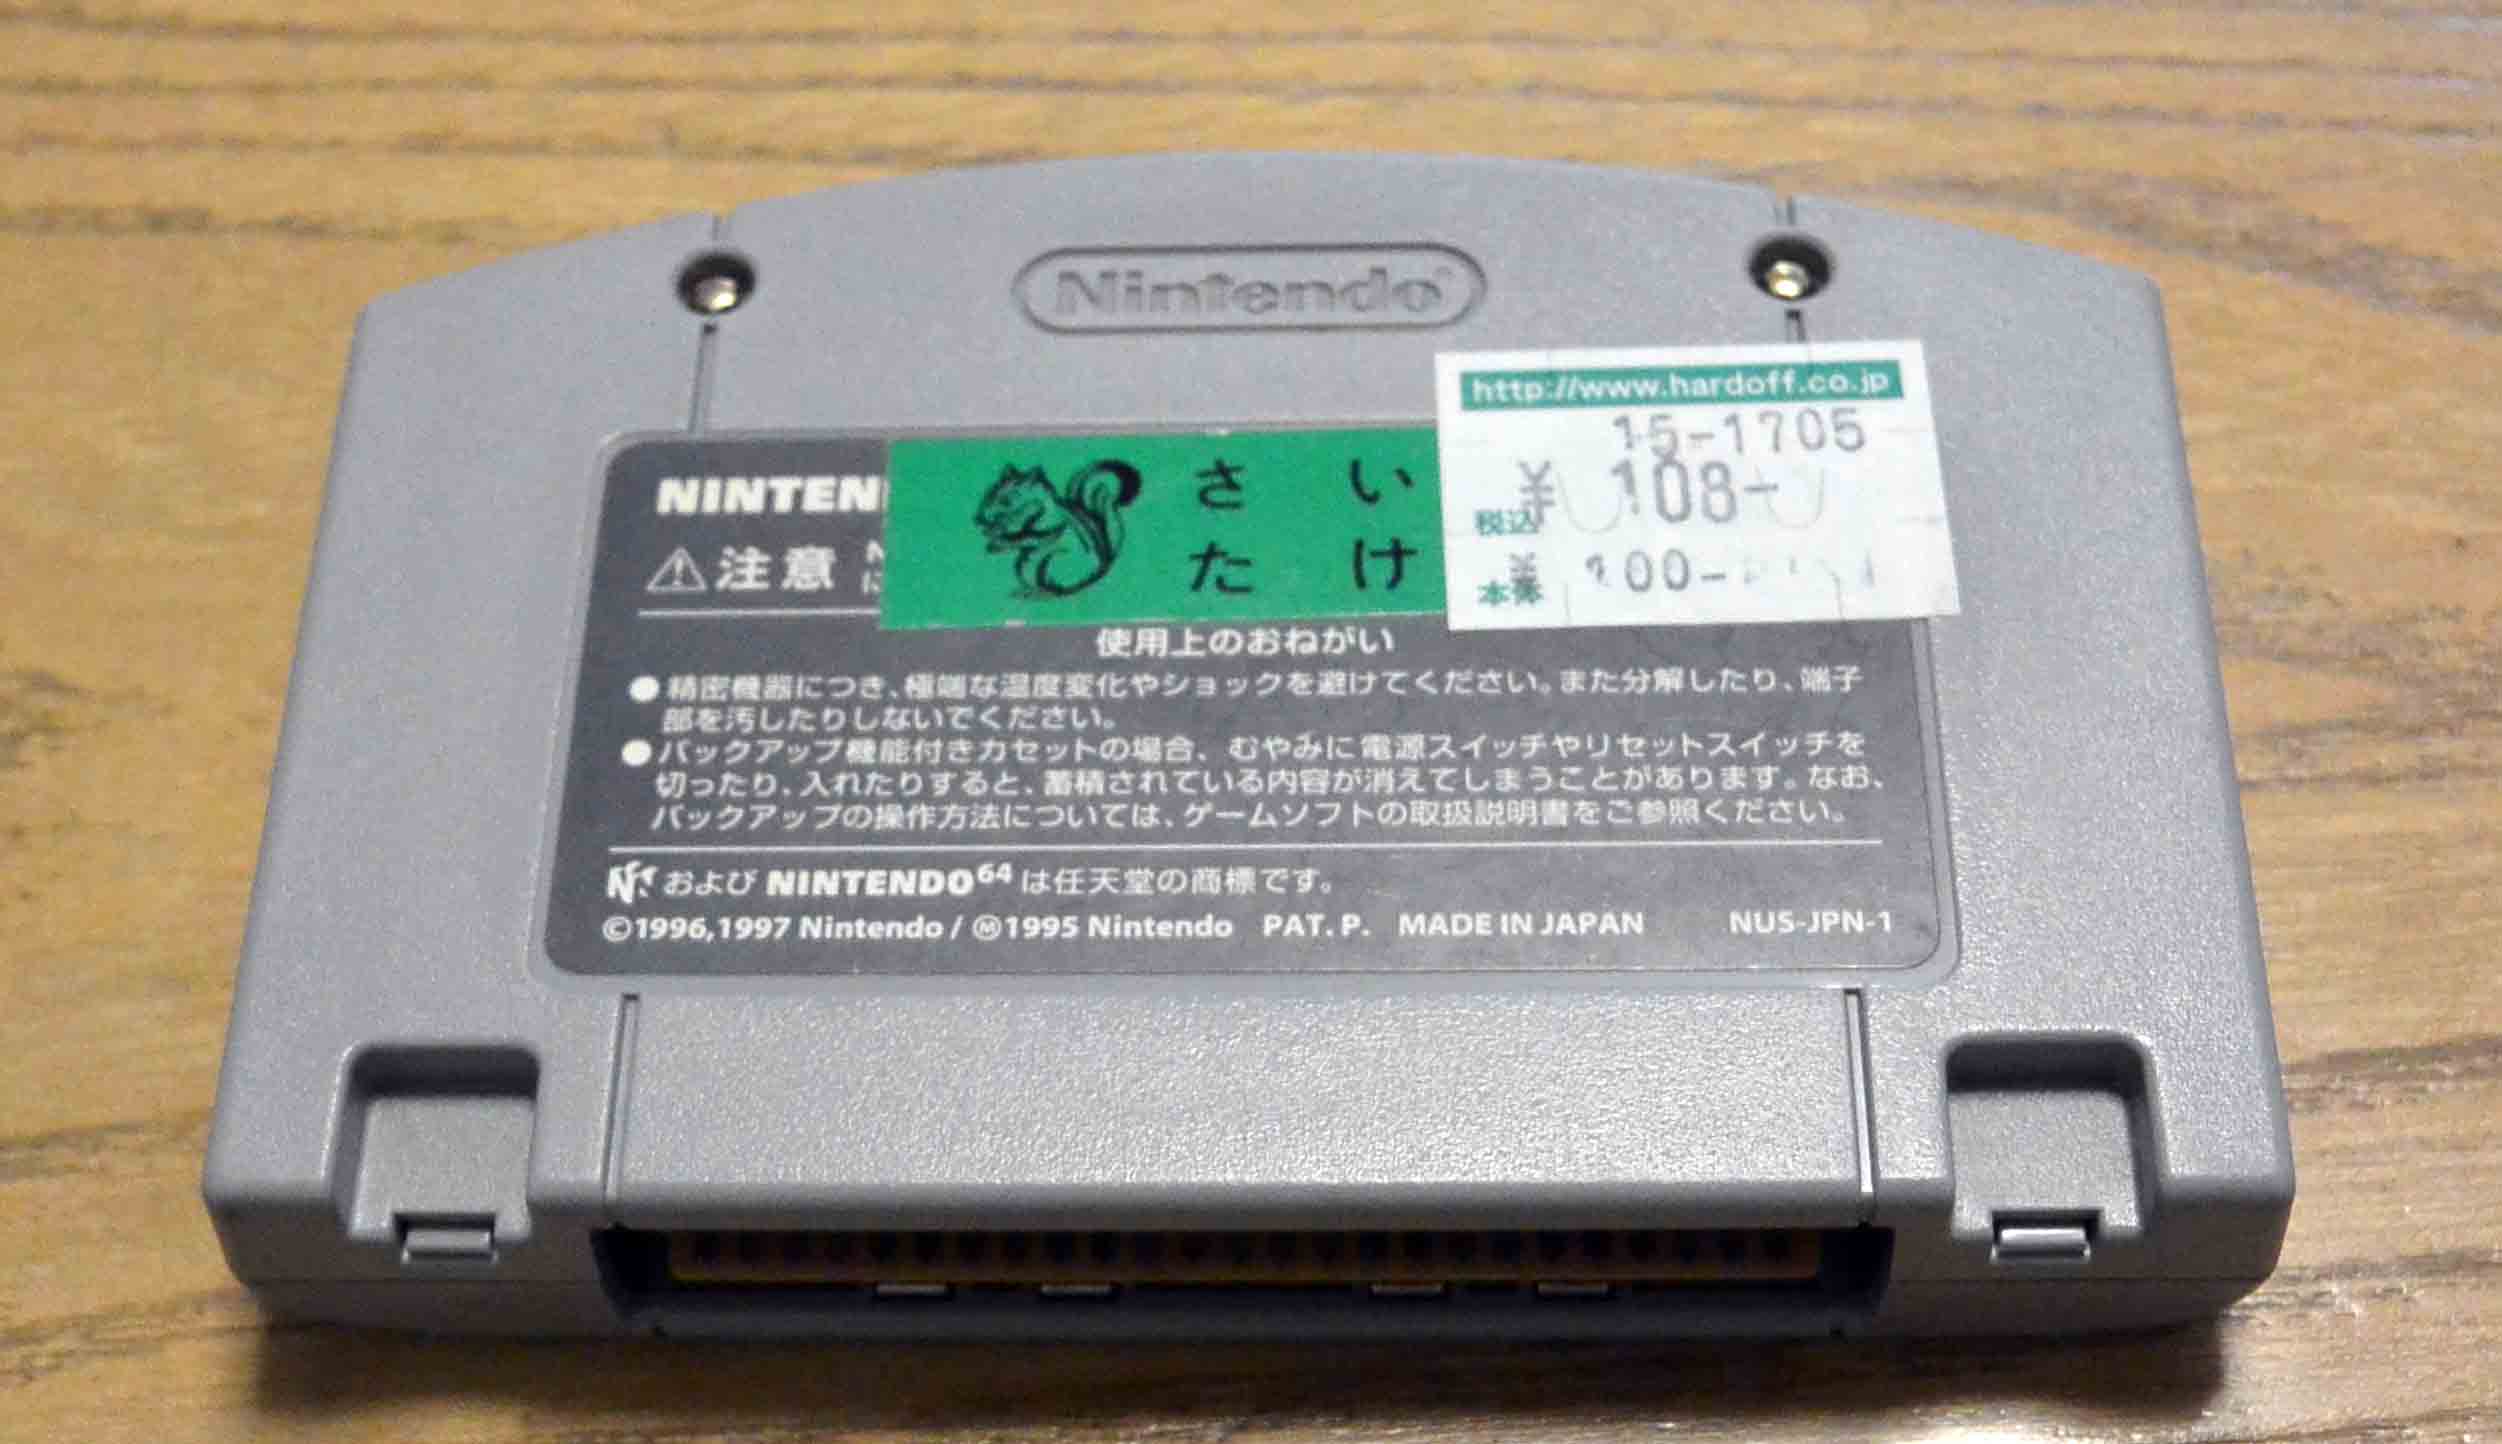 Nintendo
http://www.hardoff.co.jp
15-1705
税込 ¥ 108-
本体 ¥ 100-
さ い
た け
NINTEN
注意
使用上のおねがい
●精密機器につき、極端な温度変化やショックを避けてください。また分解したり、端子
部を汚したりしないでください。
●バックアップ機能付きカセットの場合、むやみに電源スイッチやリセットスイッチを
切ったり、入れたりすると、蓄積されている内容が消えてしまうことがあります。なお、
バックアップの操作方法については、ゲームソフトの取扱説明書をご参照ください。
および NINTENDO64 は任天堂の商標です。
©1996,1997 Nintendo / Ⓜ1995 Nintendo PAT. P. MADE IN JAPAN NUS-JPN-1